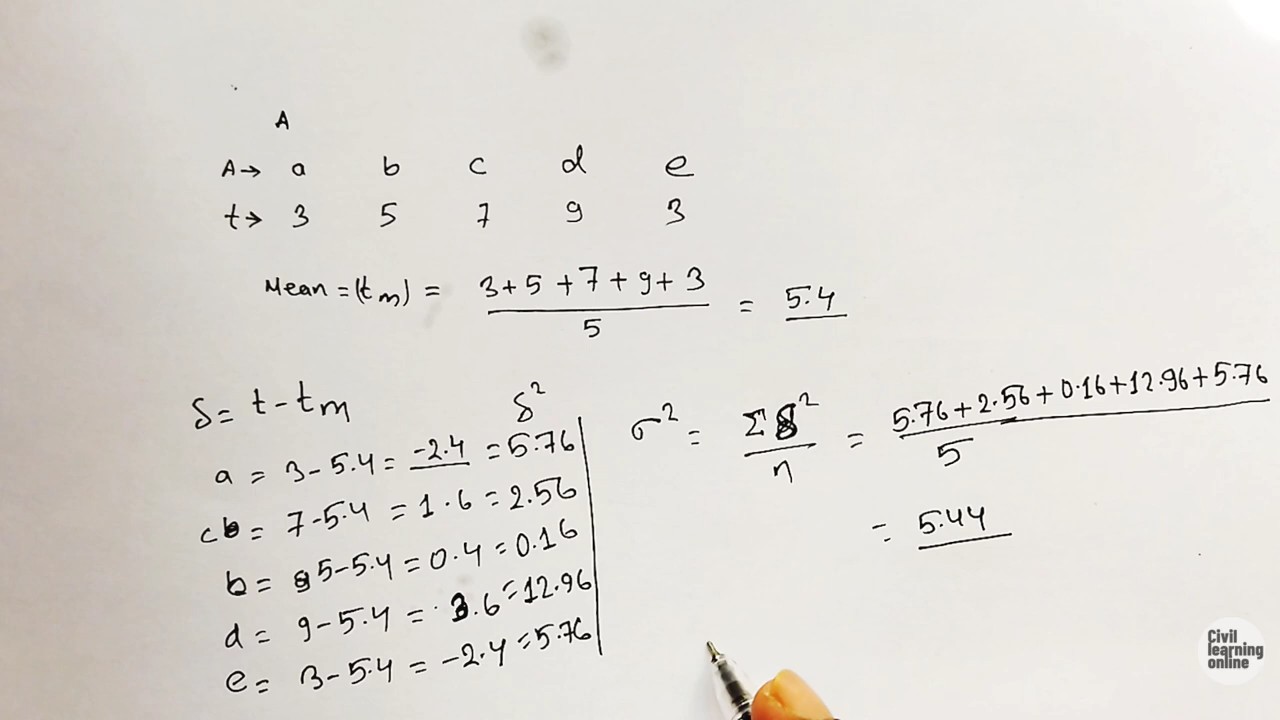 A
A→ a b c d e
t→ 3 5 7 9 3
Mean = (tm) = 3+5+7+9+3 / 5 = 5.4
δ = t - tm δ²
a = 3-5.4 = -2.4 = 5.76
c = 7-5.4 = 1.6 = 2.56
b = 5-5.4 = 0.4 = 0.16
d = 9-5.4 = 3.6 = 12.96
e = 3-5.4 = -2.4 = 5.76
σ² = Σδ² / n = 5.76+2.56+0.16+12.96+5.76 / 5
= 5.44
Civil
learning
online